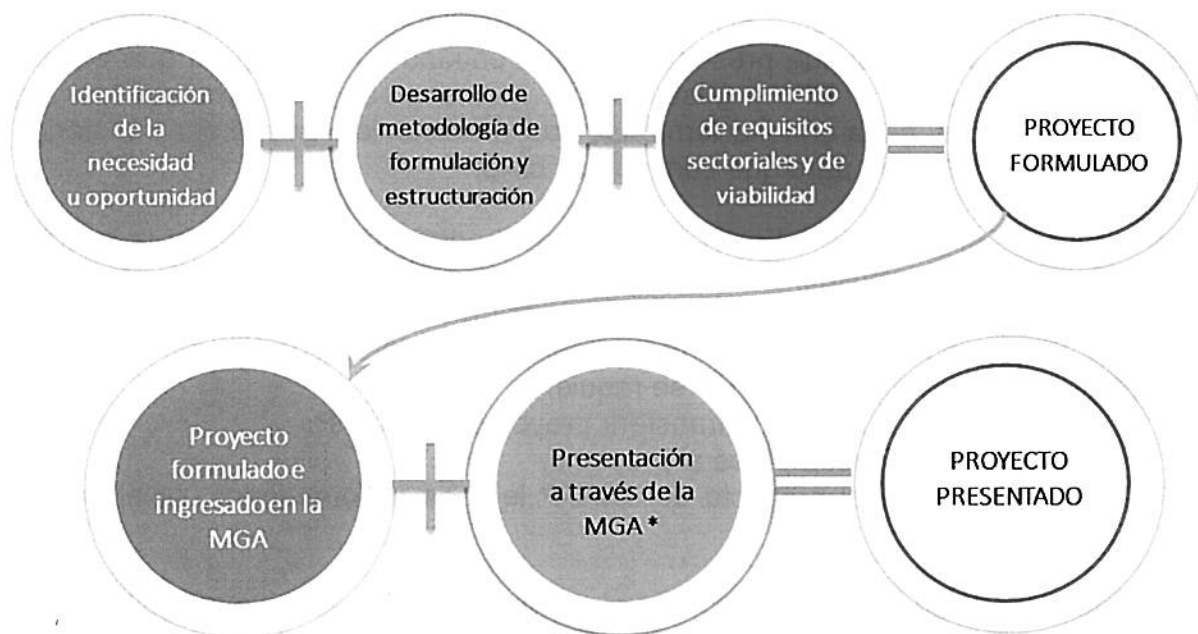 Identificación
de la
necesidad
u oportunidad
Desarrollo de
metodología de
formulación y
estructuración
Cumplimiento
de requisitos
sectoriales y de
viabilidad
PROYECTO
FORMULADO
Proyecto
formulado e
ingresado en la
MGA
Presentación
a través de la
MGA *
PROYECTO
PRESENTADO